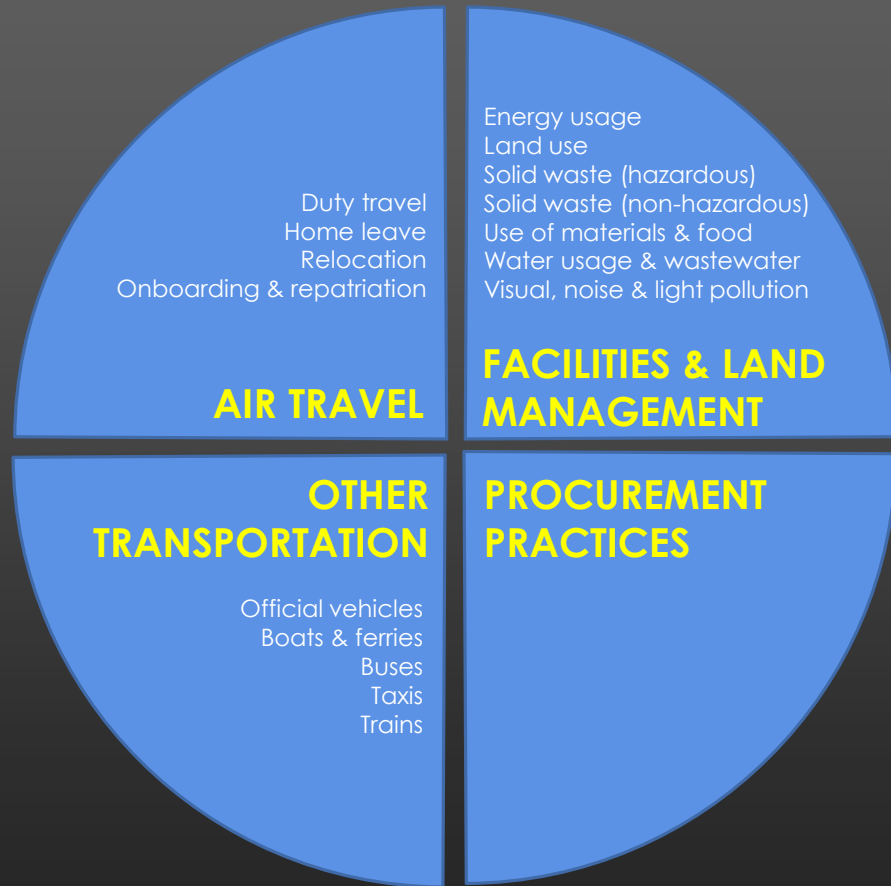 Duty travel
Home leave
Relocation
Onboarding & repatriation
AIR TRAVEL
Energy usage
Land use
Solid waste (hazardous)
Solid waste (non-hazardous)
Use of materials & food
Water usage & wastewater
Visual, noise & light pollution
FACILITIES & LAND
MANAGEMENT
OTHER
TRANSPORTATION
Official vehicles
Boats & ferries
Buses
Taxis
Trains
PROCUREMENT
PRACTICES